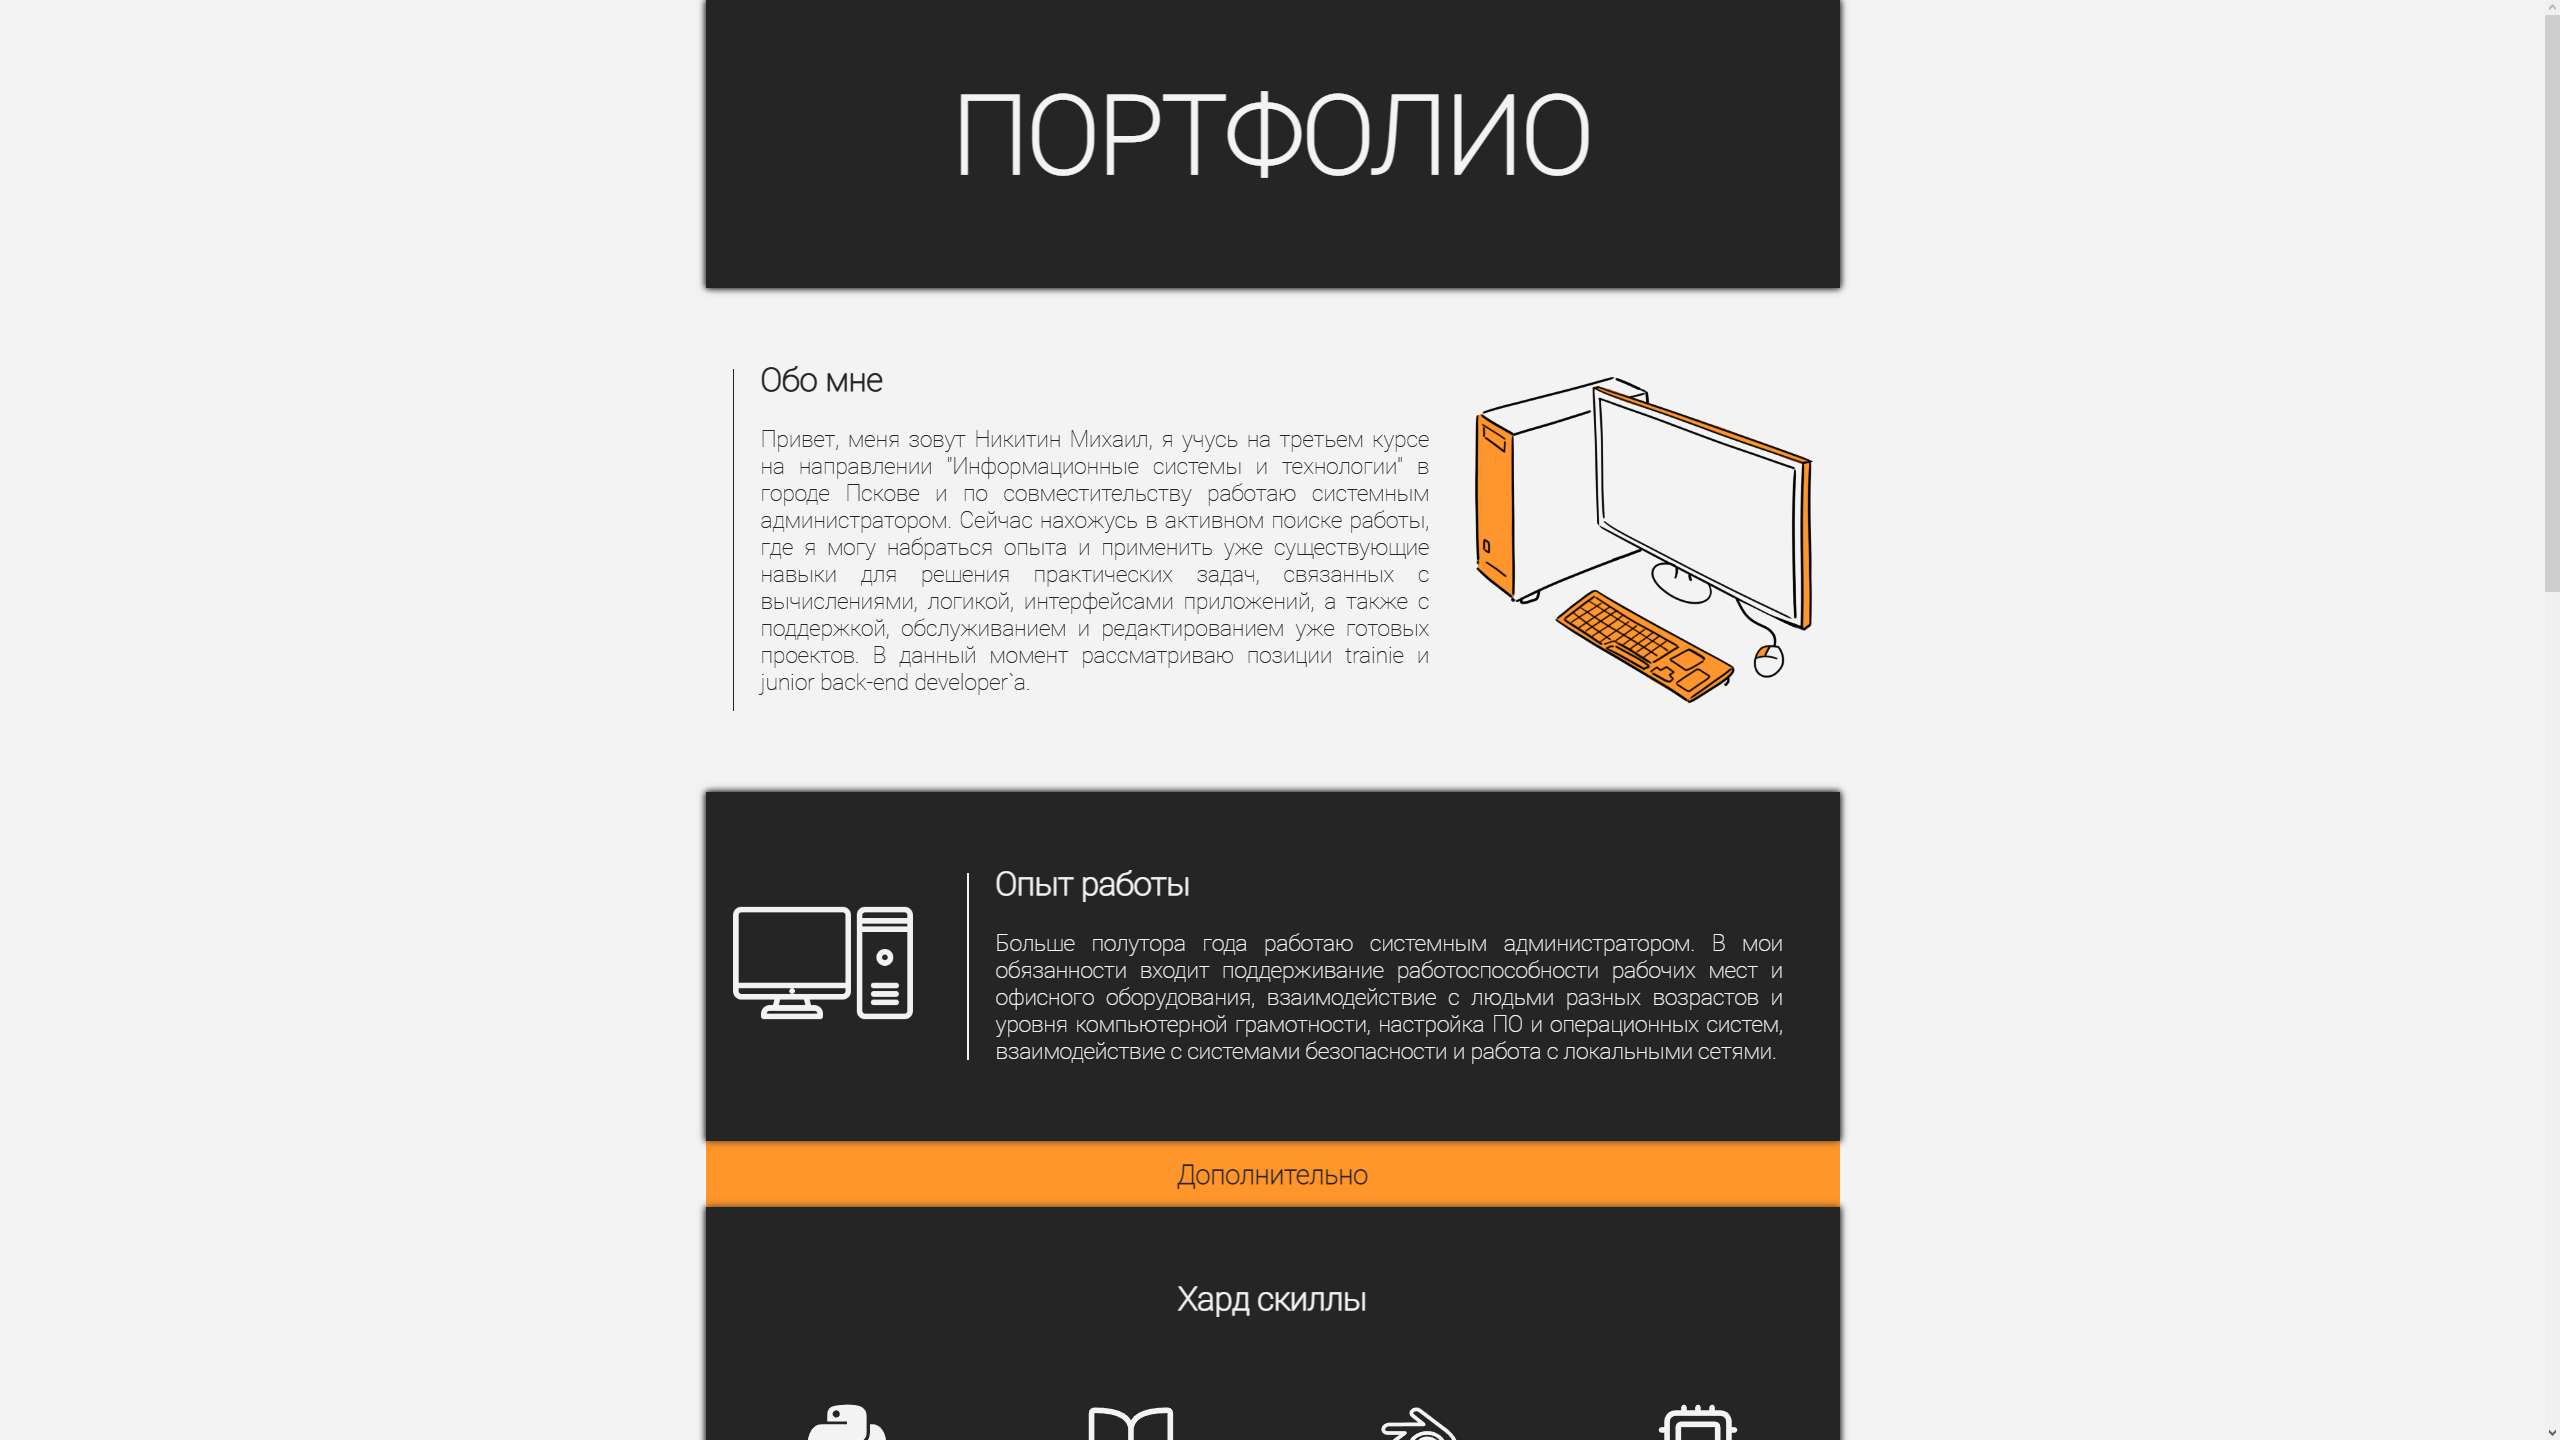 ПОРТФОЛИО
Обо мне
Привет, меня зовут Никитин Михаил, я учусь на третьем курсе
на направлении "Информационные системы и технологии" в
городе Пскове и по совместительству работаю системным
администратором. Сейчас нахожусь в активном поиске работы,
где я могу набраться опыта и применить уже существующие
навыки для решения практических задач, связанных с
вычислениями, логикой, интерфейсами приложений, а также с
поддержкой, обслуживанием и редактированием уже готовых
проектов. В данный момент рассматриваю позиции trainie и
junior back-end developer`а.
Опыт работы
Больше полутора года работаю системным администратором. В мои
обязанности входит поддерживание работоспособности рабочих мест и
офисного оборудования, взаимодействие с людьми разных возрастов и
уровня компьютерной грамотности, настройка ПО и операционных систем,
взаимодействие с системами безопасности и работа с локальными сетями.
Дополнительно
Хард скиллы